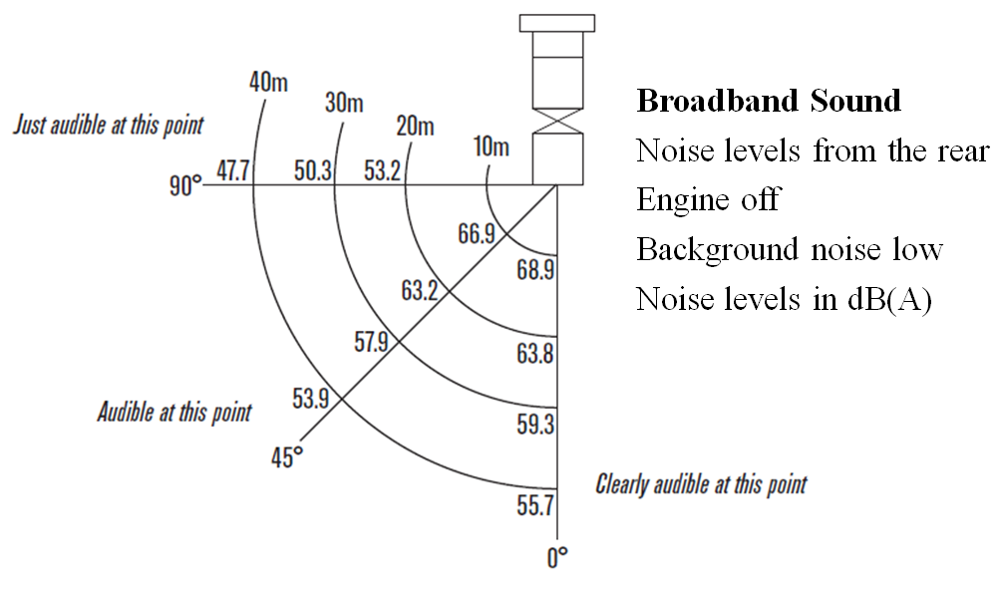 40m
30m
20m
10m
Just audible at this point
90°
47.7
50.3
53.2
66.9
68.9
63.2
63.8
57.9
59.3
53.9
55.7
Audible at this point
45°
Clearly audible at this point
0°
Broadband Sound
Noise levels from the rear
Engine off
Background noise low
Noise levels in dB(A)